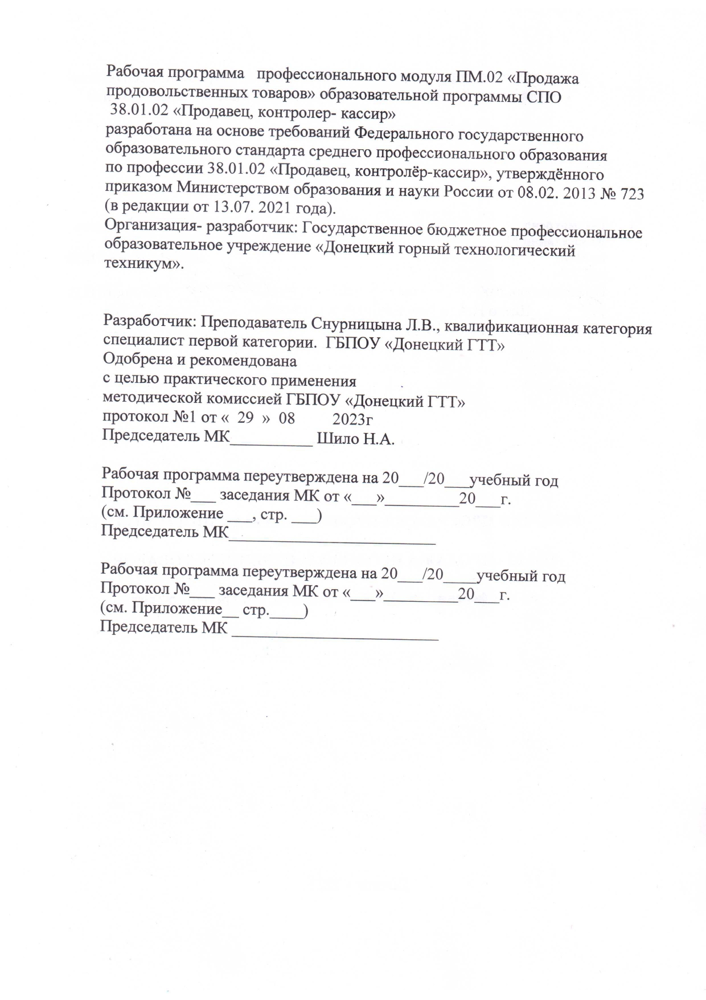 Рабочая программа   профессионального модуля ПМ.02 «Продажа
продовольственных товаров» образовательной программы СПО
38.01.02 «Продавец, контролер- кассир»
разработана на основе требований Федерального государственного
образовательного стандарта среднего профессионального образования
по профессии 38.01.02 «Продавец, контролёр-кассир», утверждённого
приказом Министерством образования и науки России от 08.02. 2013 № 723
(в редакции от 13.07. 2021 года).
Организация- разработчик: Государственное бюджетное профессиональное
образовательное учреждение «Донецкий горный технологический
техникум».
Разработчик: Преподаватель Снурницына Л.В., квалификационная категория
специалист первой категории.  ГБПОУ «Донецкий ГТТ»
Одобрена и рекомендована
с целью практического применения
методической комиссией ГБПОУ «Донецкий ГТТ»
протокол №1 от «  29  »  08         2023г
Председатель МК__________ Шило Н.А.
Рабочая программа переутверждена на 20___/20___учебный год
Протокол №___ заседания МК от «___»_________20___г.
(см. Приложение ___, стр. ___)
Председатель МК_________________________
Рабочая программа переутверждена на 20___/20____учебный год
Протокол №___ заседания МК от «___»_________20___г.
(см. Приложение__ стр.____)
Председатель МК _________________________